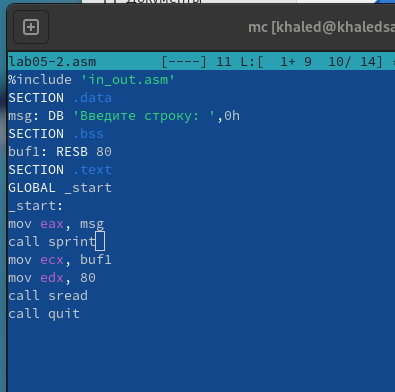 Документы
mc [khaled@khaledsa
lab05-2.asm [----] 11 L:[ 1+ 9 10/ 14]
%include 'in_out.asm'
SECTION .data
msg: DB 'Введите строку: ',0h
SECTION .bss
buf1: RESB 80
SECTION .text
GLOBAL _start
_start:
mov eax, msg
call sprint
mov ecx, buf1
mov edx, 80
call sread
call quit